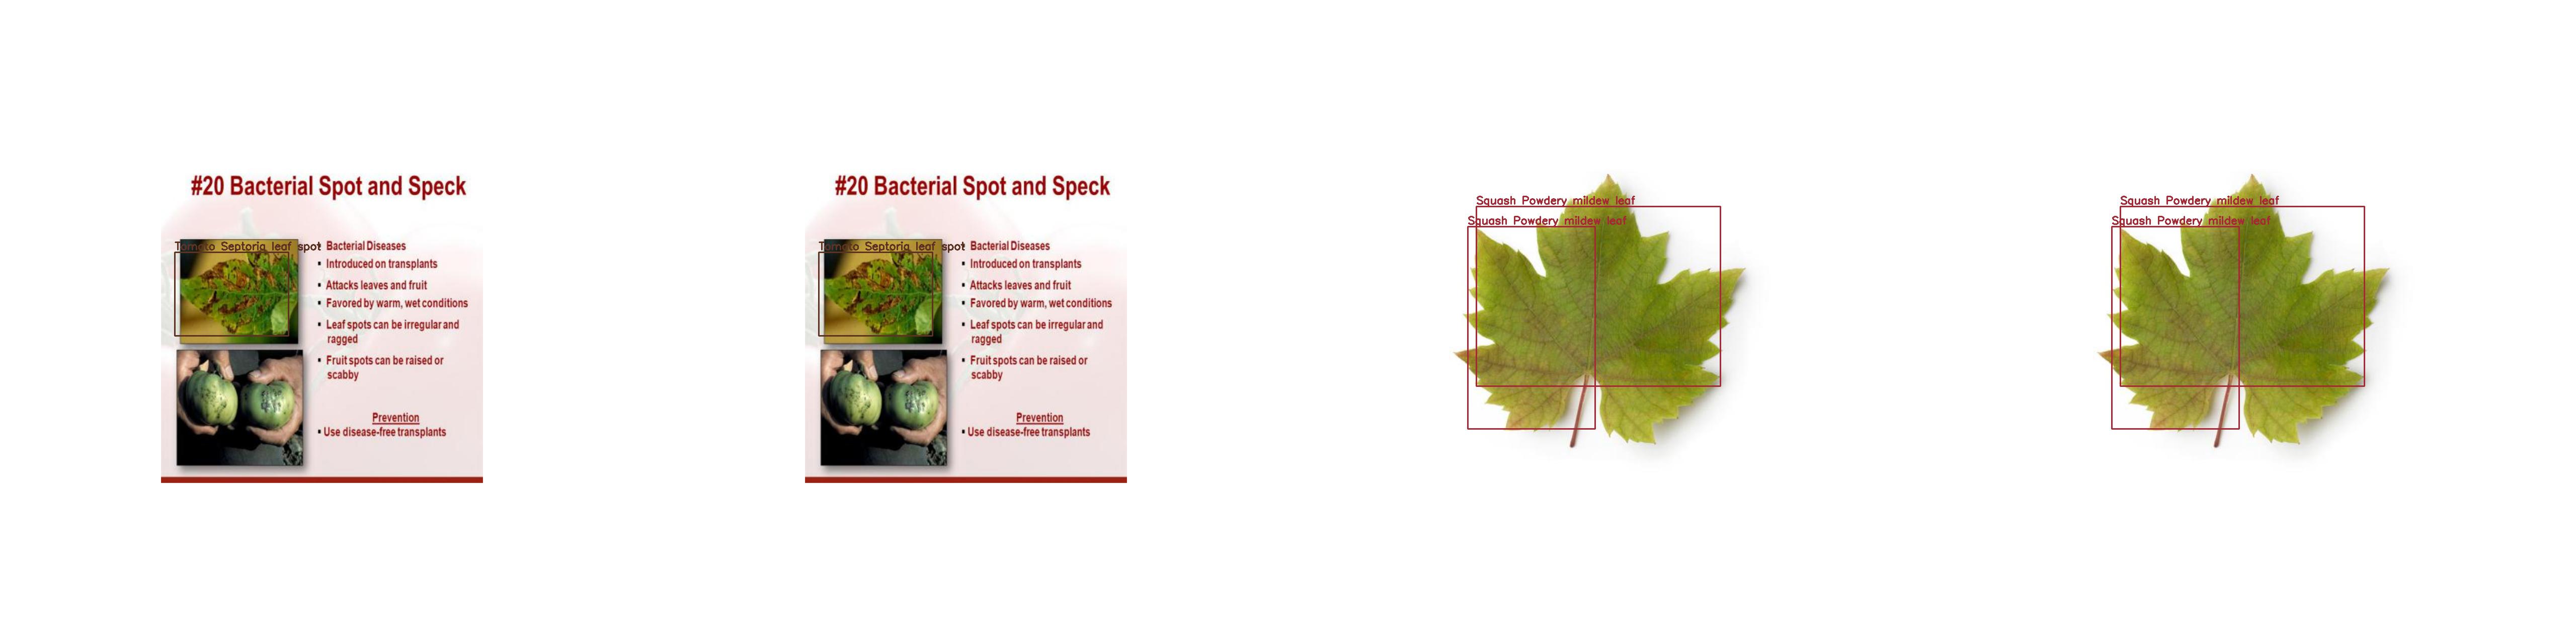 #20 Bacterial Spot and Speck
Tomato Septoria leaf spot
▪ Bacterial Diseases
▪ Introduced on transplants
▪ Attacks leaves and fruit
▪ Favored by warm, wet conditions
▪ Leaf spots can be irregular and
ragged
▪ Fruit spots can be raised or
scabby
Prevention
▪ Use disease-free transplants
#20 Bacterial Spot and Speck
Tomato Septoria leaf spot
▪ Bacterial Diseases
▪ Introduced on transplants
▪ Attacks leaves and fruit
▪ Favored by warm, wet conditions
▪ Leaf spots can be irregular and
ragged
▪ Fruit spots can be raised or
scabby
Prevention
▪ Use disease-free transplants
Squash Powdery mildew leaf
Squash Powdery mildew leaf
Squash Powdery mildew leaf
Squash Powdery mildew leaf